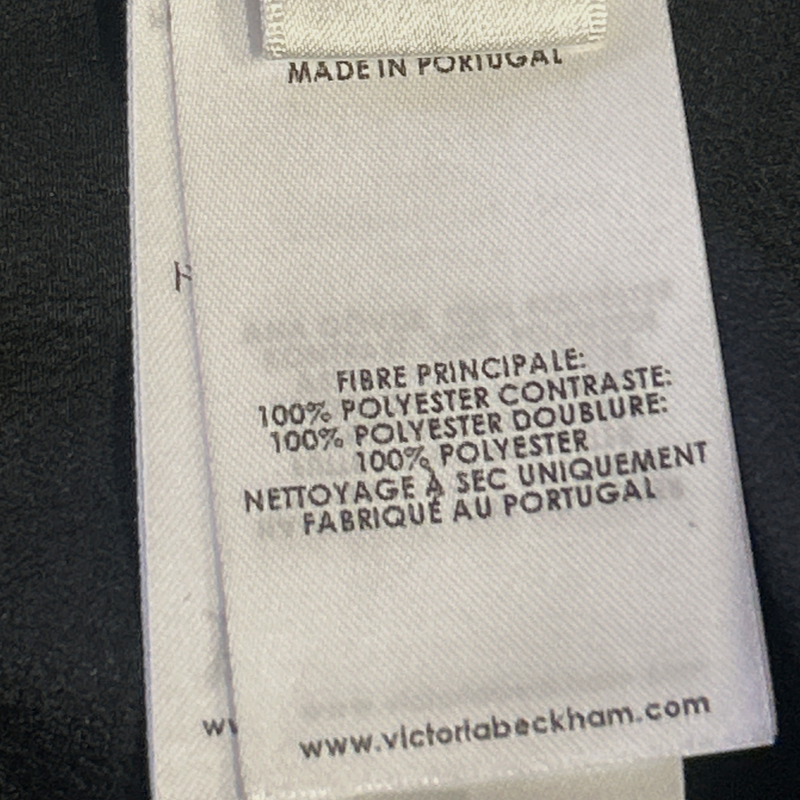 MADE IN PORTUGAL
H
FIBRE PRINCIPALE:
100% POLYESTER CONTRASTE:
100% POLYESTER DOUBLURE:
100% POLYESTER
NETTOYAGE À SEC UNIQUEMENT
FABRIQUÉ AU PORTUGAL
www.victoriabeckham.com